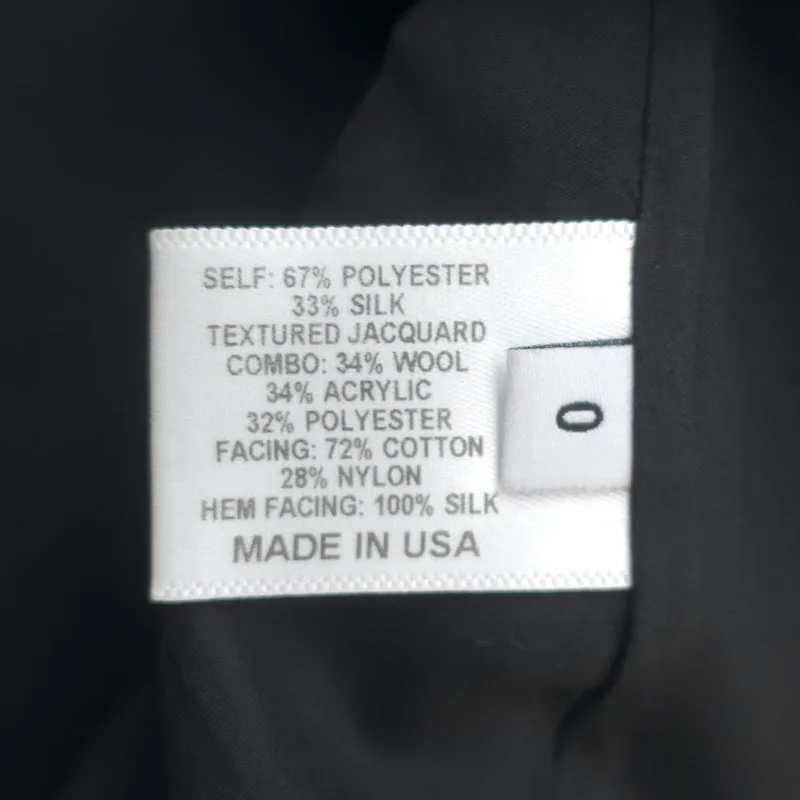 SELF: 67% POLYESTER
33% SILK
TEXTURED JACQUARD
COMBO: 34% WOOL
34% ACRYLIC
32% POLYESTER
FACING: 72% COTTON
28% NYLON
HEM FACING: 100% SILK
MADE IN USA
0